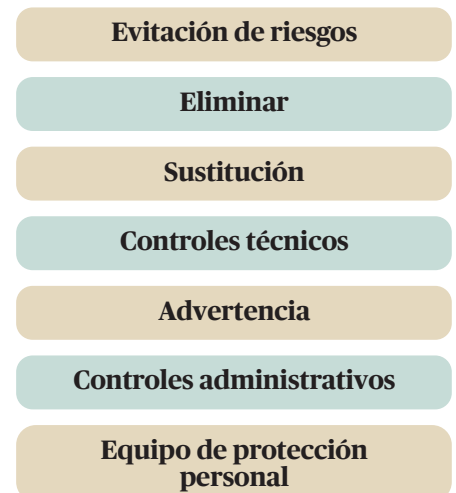 Evitación de riesgos
Eliminar
Sustitución
Controles técnicos
Advertencia
Controles administrativos
Equipo de protección
personal